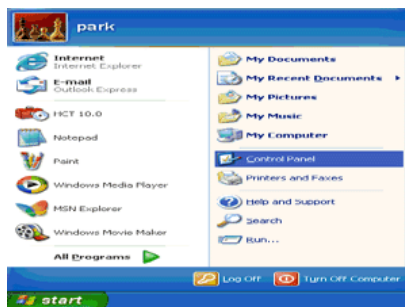 park
Internet
Internet Explorer
E-mail
Outlook Express
HCT 10.0
Notepad
Paint
Windows Media Player
MSN Explorer
Windows Movie Maker
All Programs
My Documents
My Recent Documents
My Pictures
My Music
My Computer
Control Panel
Printers and Faxes
Help and Support
Search
Run...
Log Off
Turn Off Computer
start